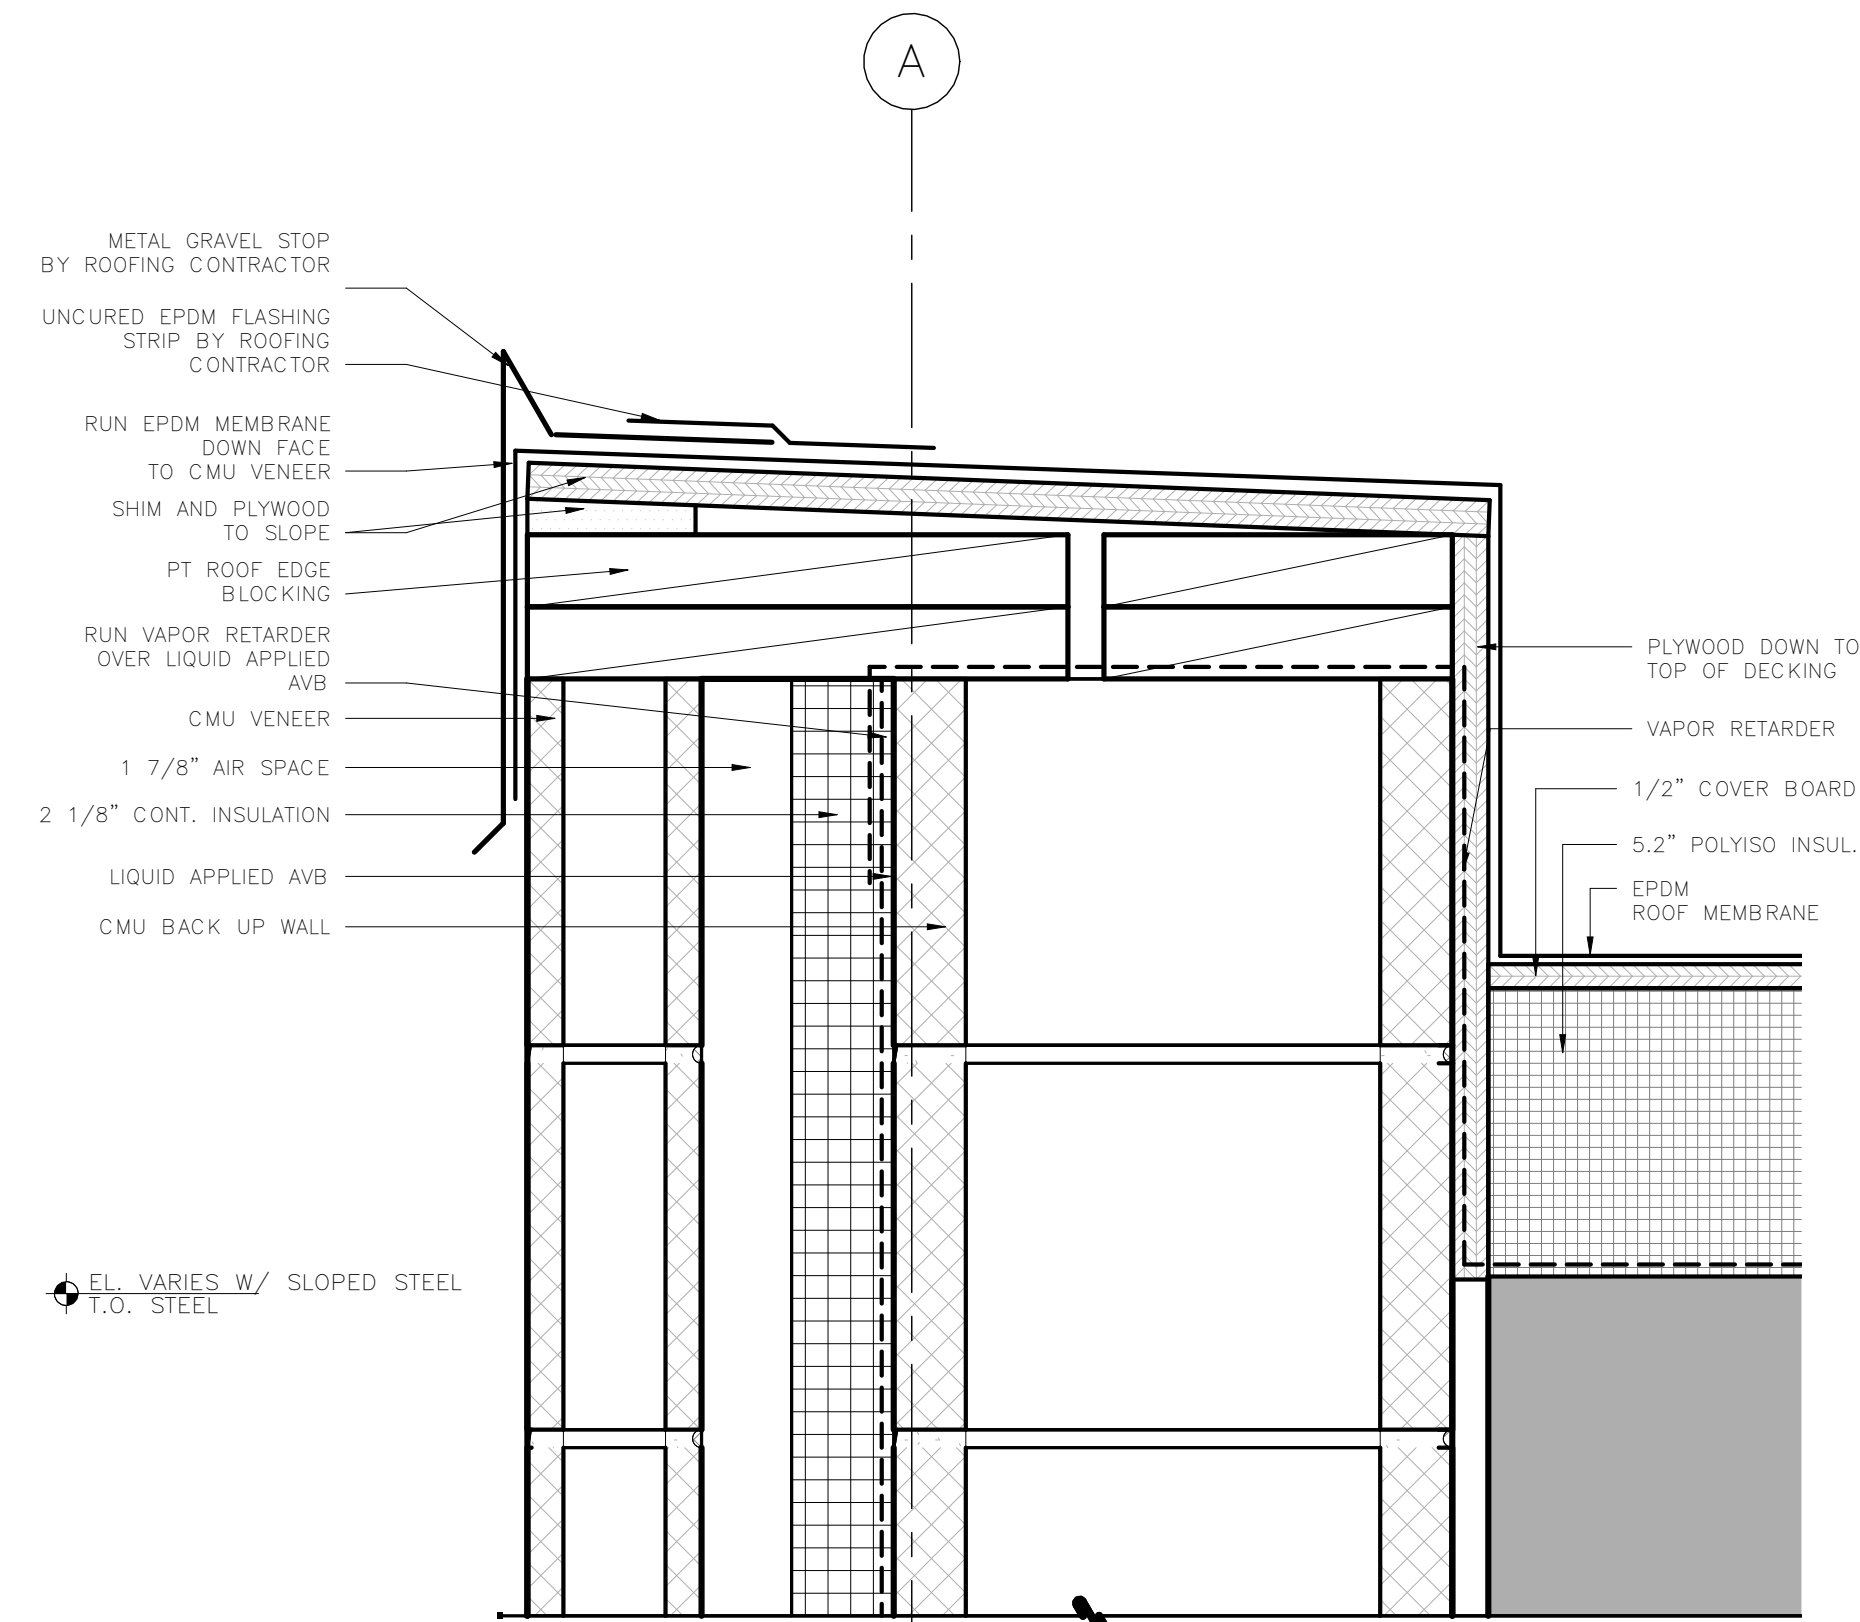 A
METAL GRAVEL STOP
BY ROOFING CONTRACTOR
UNCURED EPDM FLASHING
STRIP BY ROOFING
CONTRACTOR
RUN EPDM MEMBRANE
DOWN FACE
TO CMU VENEER
SHIM AND PLYWOOD
TO SLOPE
PT ROOF EDGE
BLOCKING
RUN VAPOR RETARDER
OVER LIQUID APPLIED
AVB
CMU VENEER
1 7/8” AIR SPACE
2 1/8” CONT. INSULATION
LIQUID APPLIED AVB
CMU BACK UP WALL
EL. VARIES W/ SLOPED STEEL
T.O. STEEL
PLYWOOD DOWN TO
TOP OF DECKING
VAPOR RETARDER
1/2” COVER BOARD
5.2” POLYISO INSUL.
EPDM
ROOF MEMBRANE